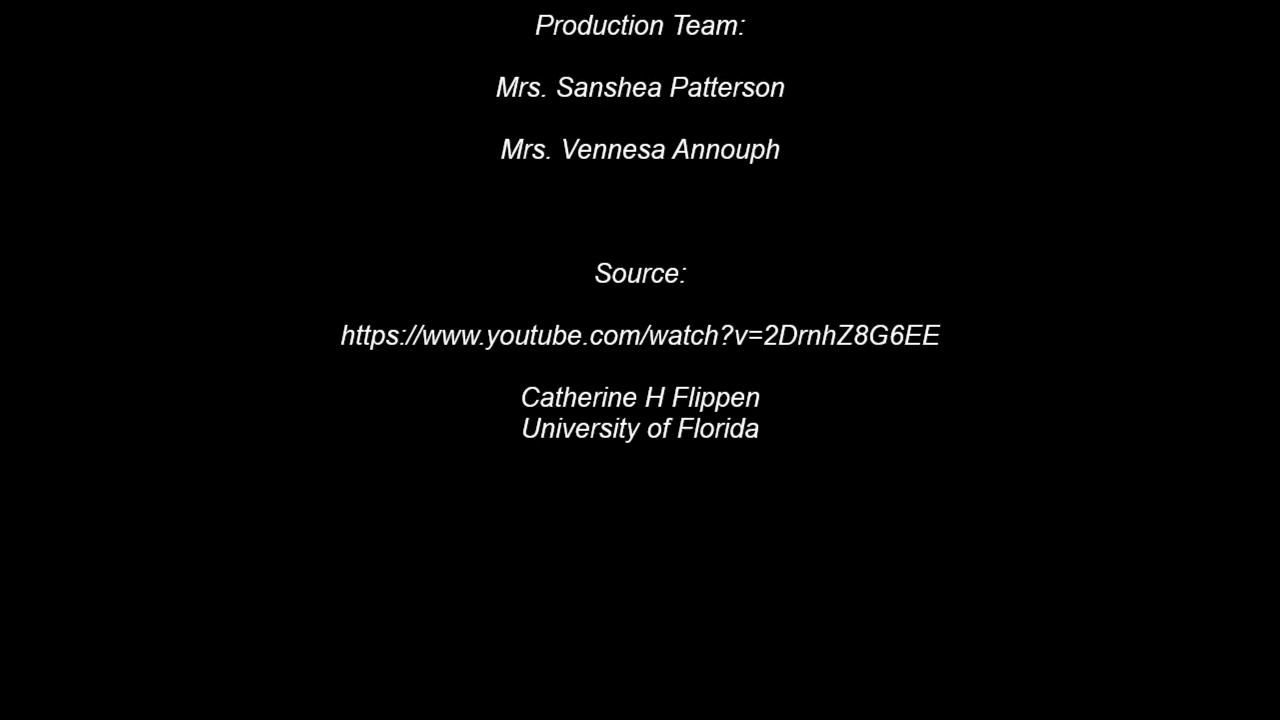 Production Team:
Mrs. Sanshea Patterson
Mrs. Vennesa Annouph
Source:
https://www.youtube.com/watch?v=2DrnhZ8G6EE
Catherine H Flippen
University of Florida